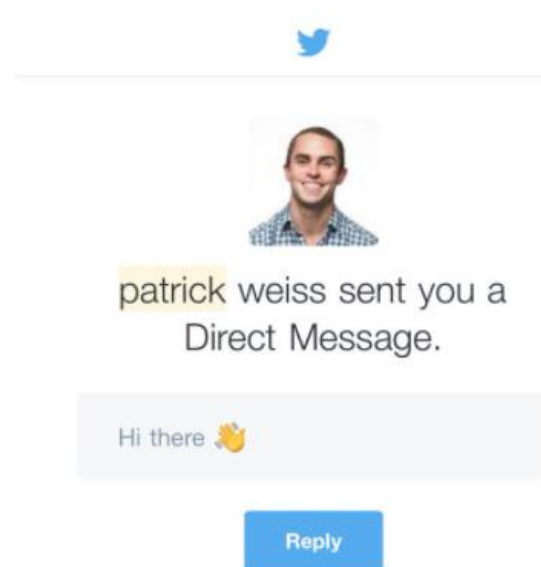 patrick weiss sent you a
Direct Message.
Hi there 👋
Reply